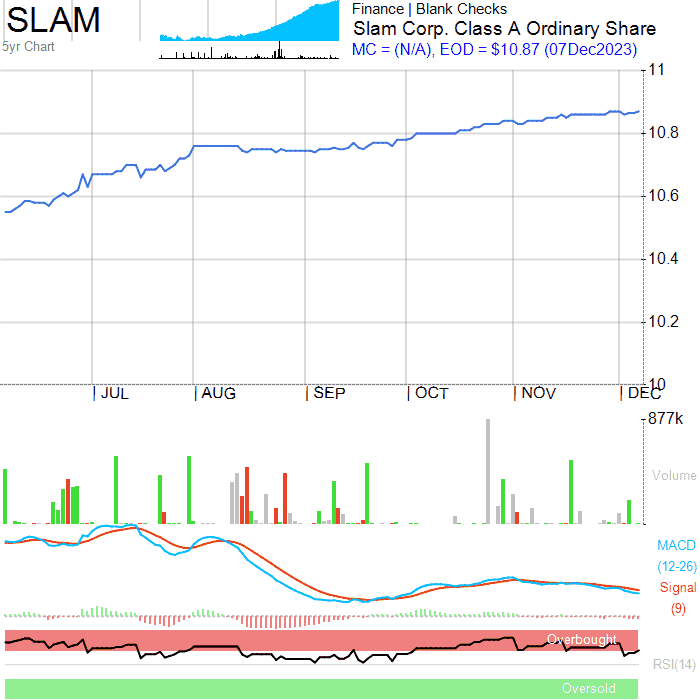 SLAM
5yr Chart
Finance | Blank Checks
Slam Corp. Class A Ordinary Share
MC = (N/A), EOD = $10.87 (07Dec2023)
11
10.8
10.6
10.4
10.2
10
| JUL | AUG | SEP | OCT | NOV | DEC
877k
Volume
MACD
(12-26)
Signal
(9)
Overbought
RSI(14)
Oversold